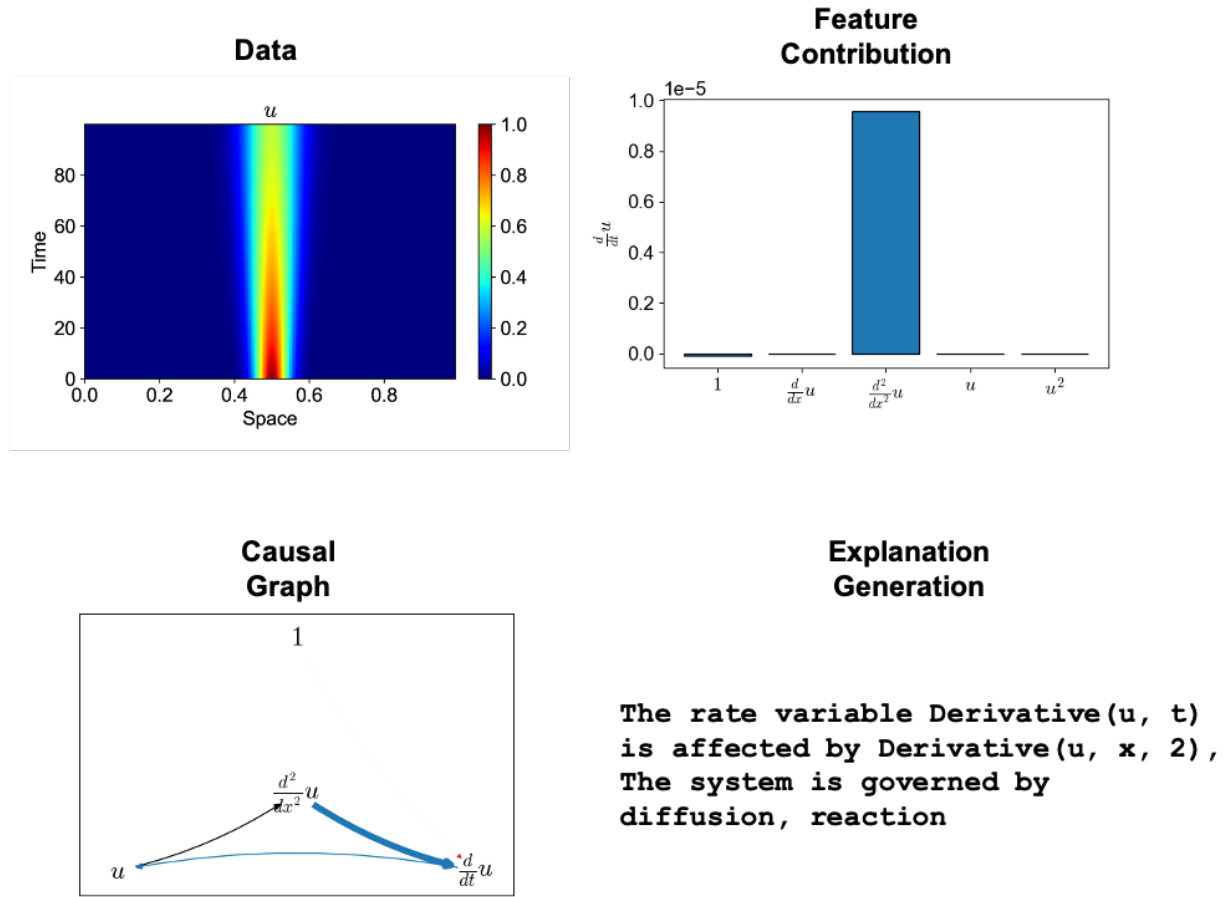 Data
u
Time
80
60
40
20
0
0.0 0.2 0.4 0.6 0.8
Space
1.0
0.8
0.6
0.4
0.2
0.0
Feature
Contribution
1e−5
1.0
0.8
0.6
0.4
0.2
0.0
d/dt u
1 d/dx u d²/dx² u u u²
Causal
Graph
1
d²/dx² u
u
d/dt u
Explanation
Generation
The rate variable Derivative(u, t)
is affected by Derivative(u, x, 2),
The system is governed by
diffusion, reaction